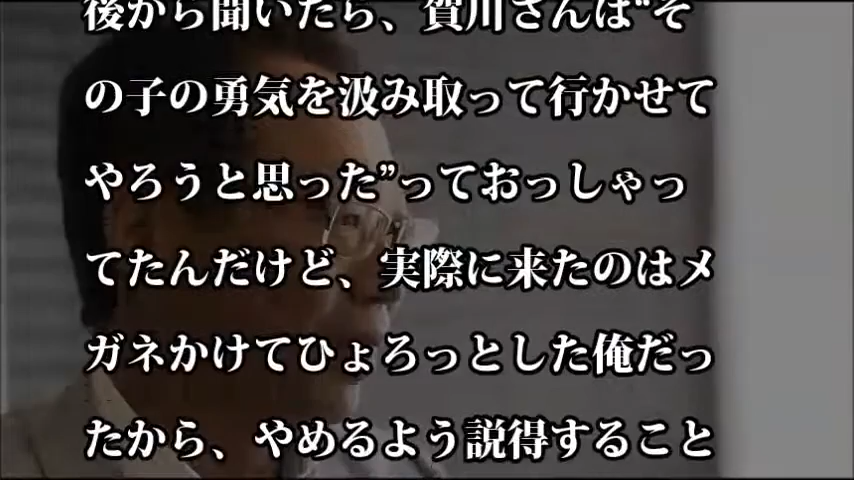 後から聞いたら、賀川さんは“そ
の子の勇気を汲み取って行かせて
やろうと思った”っておっしゃっ
てたんだけど、実際に来たのはメ
ガネかけてひょろっとした俺だっ
たから、やめるよう説得すること